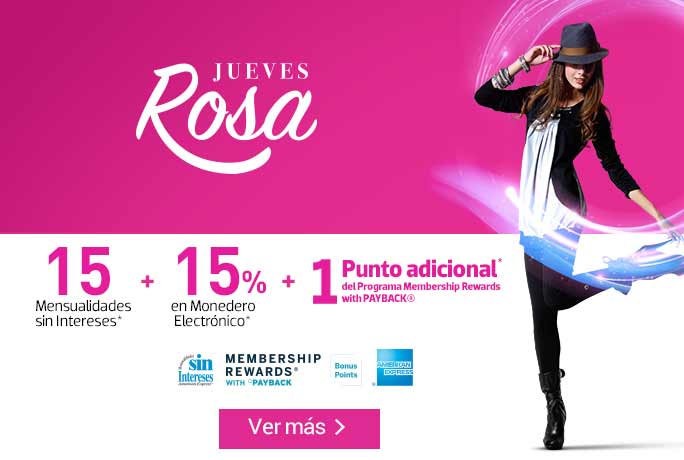 JUEVES
Rosa
15
Mensualidades
sin Intereses*
+
15%
en Monedero
Electrónico*
+
1
Punto adicional*
del Programa Membership Rewards
with PAYBACK®
sin
Intereses
MEMBERSHIP
REWARDS®
WITH PAYBACK
Bonus
Points
®
AMERICAN
EXPRESS
Ver más >